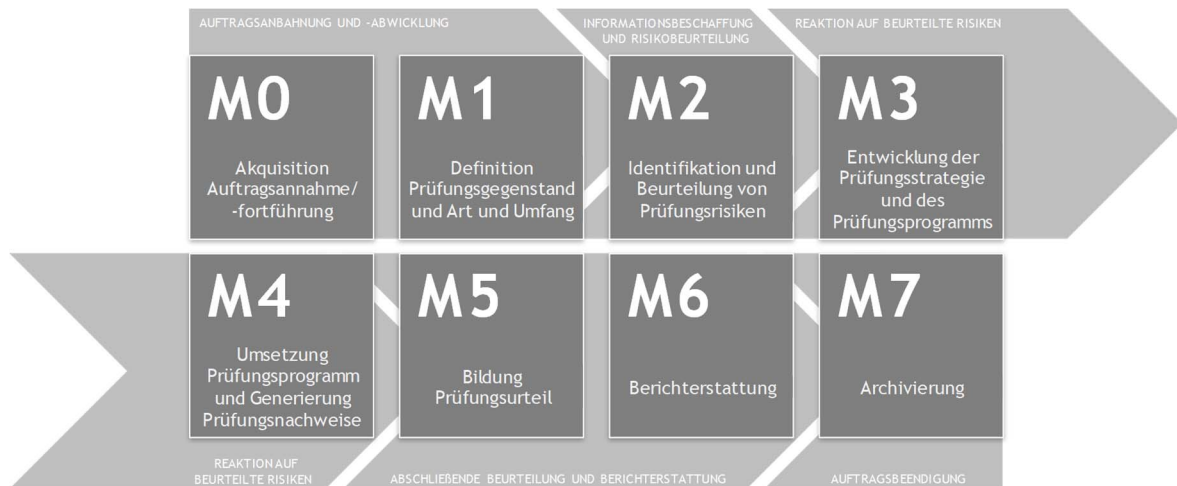 AUFTRAGSANBAHNUNG UND -ABWICKLUNG
INFORMATIONSBESCHAFFUNG
UND RISIKOBEURTEILUNG
REAKTION AUF BEURTEILTE RISIKEN
M0
Akquisition
Auftragsannahme/
-fortführung
M1
Definition
Prüfungsgegenstand
und Art und Umfang
M2
Identifikation und
Beurteilung von
Prüfungsrisiken
M3
Entwicklung der
Prüfungsstrategie
und des
Prüfungsprogramms
M4
Umsetzung
Prüfungsprogramm
und Generierung
Prüfungsnachweise
M5
Bildung
Prüfungsurteil
M6
Berichterstattung
M7
Archivierung
REAKTION AUF
BEURTEILTE RISIKEN
ABSCHLIEßENDE BEURTEILUNG UND BERICHTERSTATTUNG
AUFTRAGSBEENDIGUNG